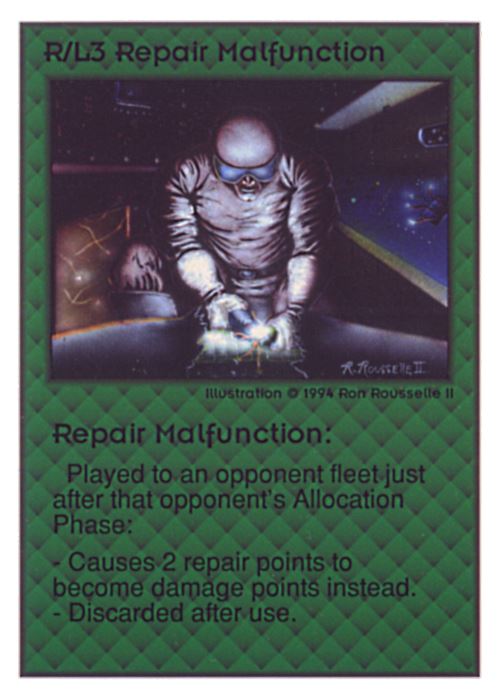 R/L3 Repair Malfunction
R. ROUSSELLE II
Illustration © 1994 Ron Rousselle II
Repair Malfunction:
Played to an opponent fleet just
after that opponent's Allocation
Phase:
- Causes 2 repair points to
become damage points instead.
- Discarded after use.